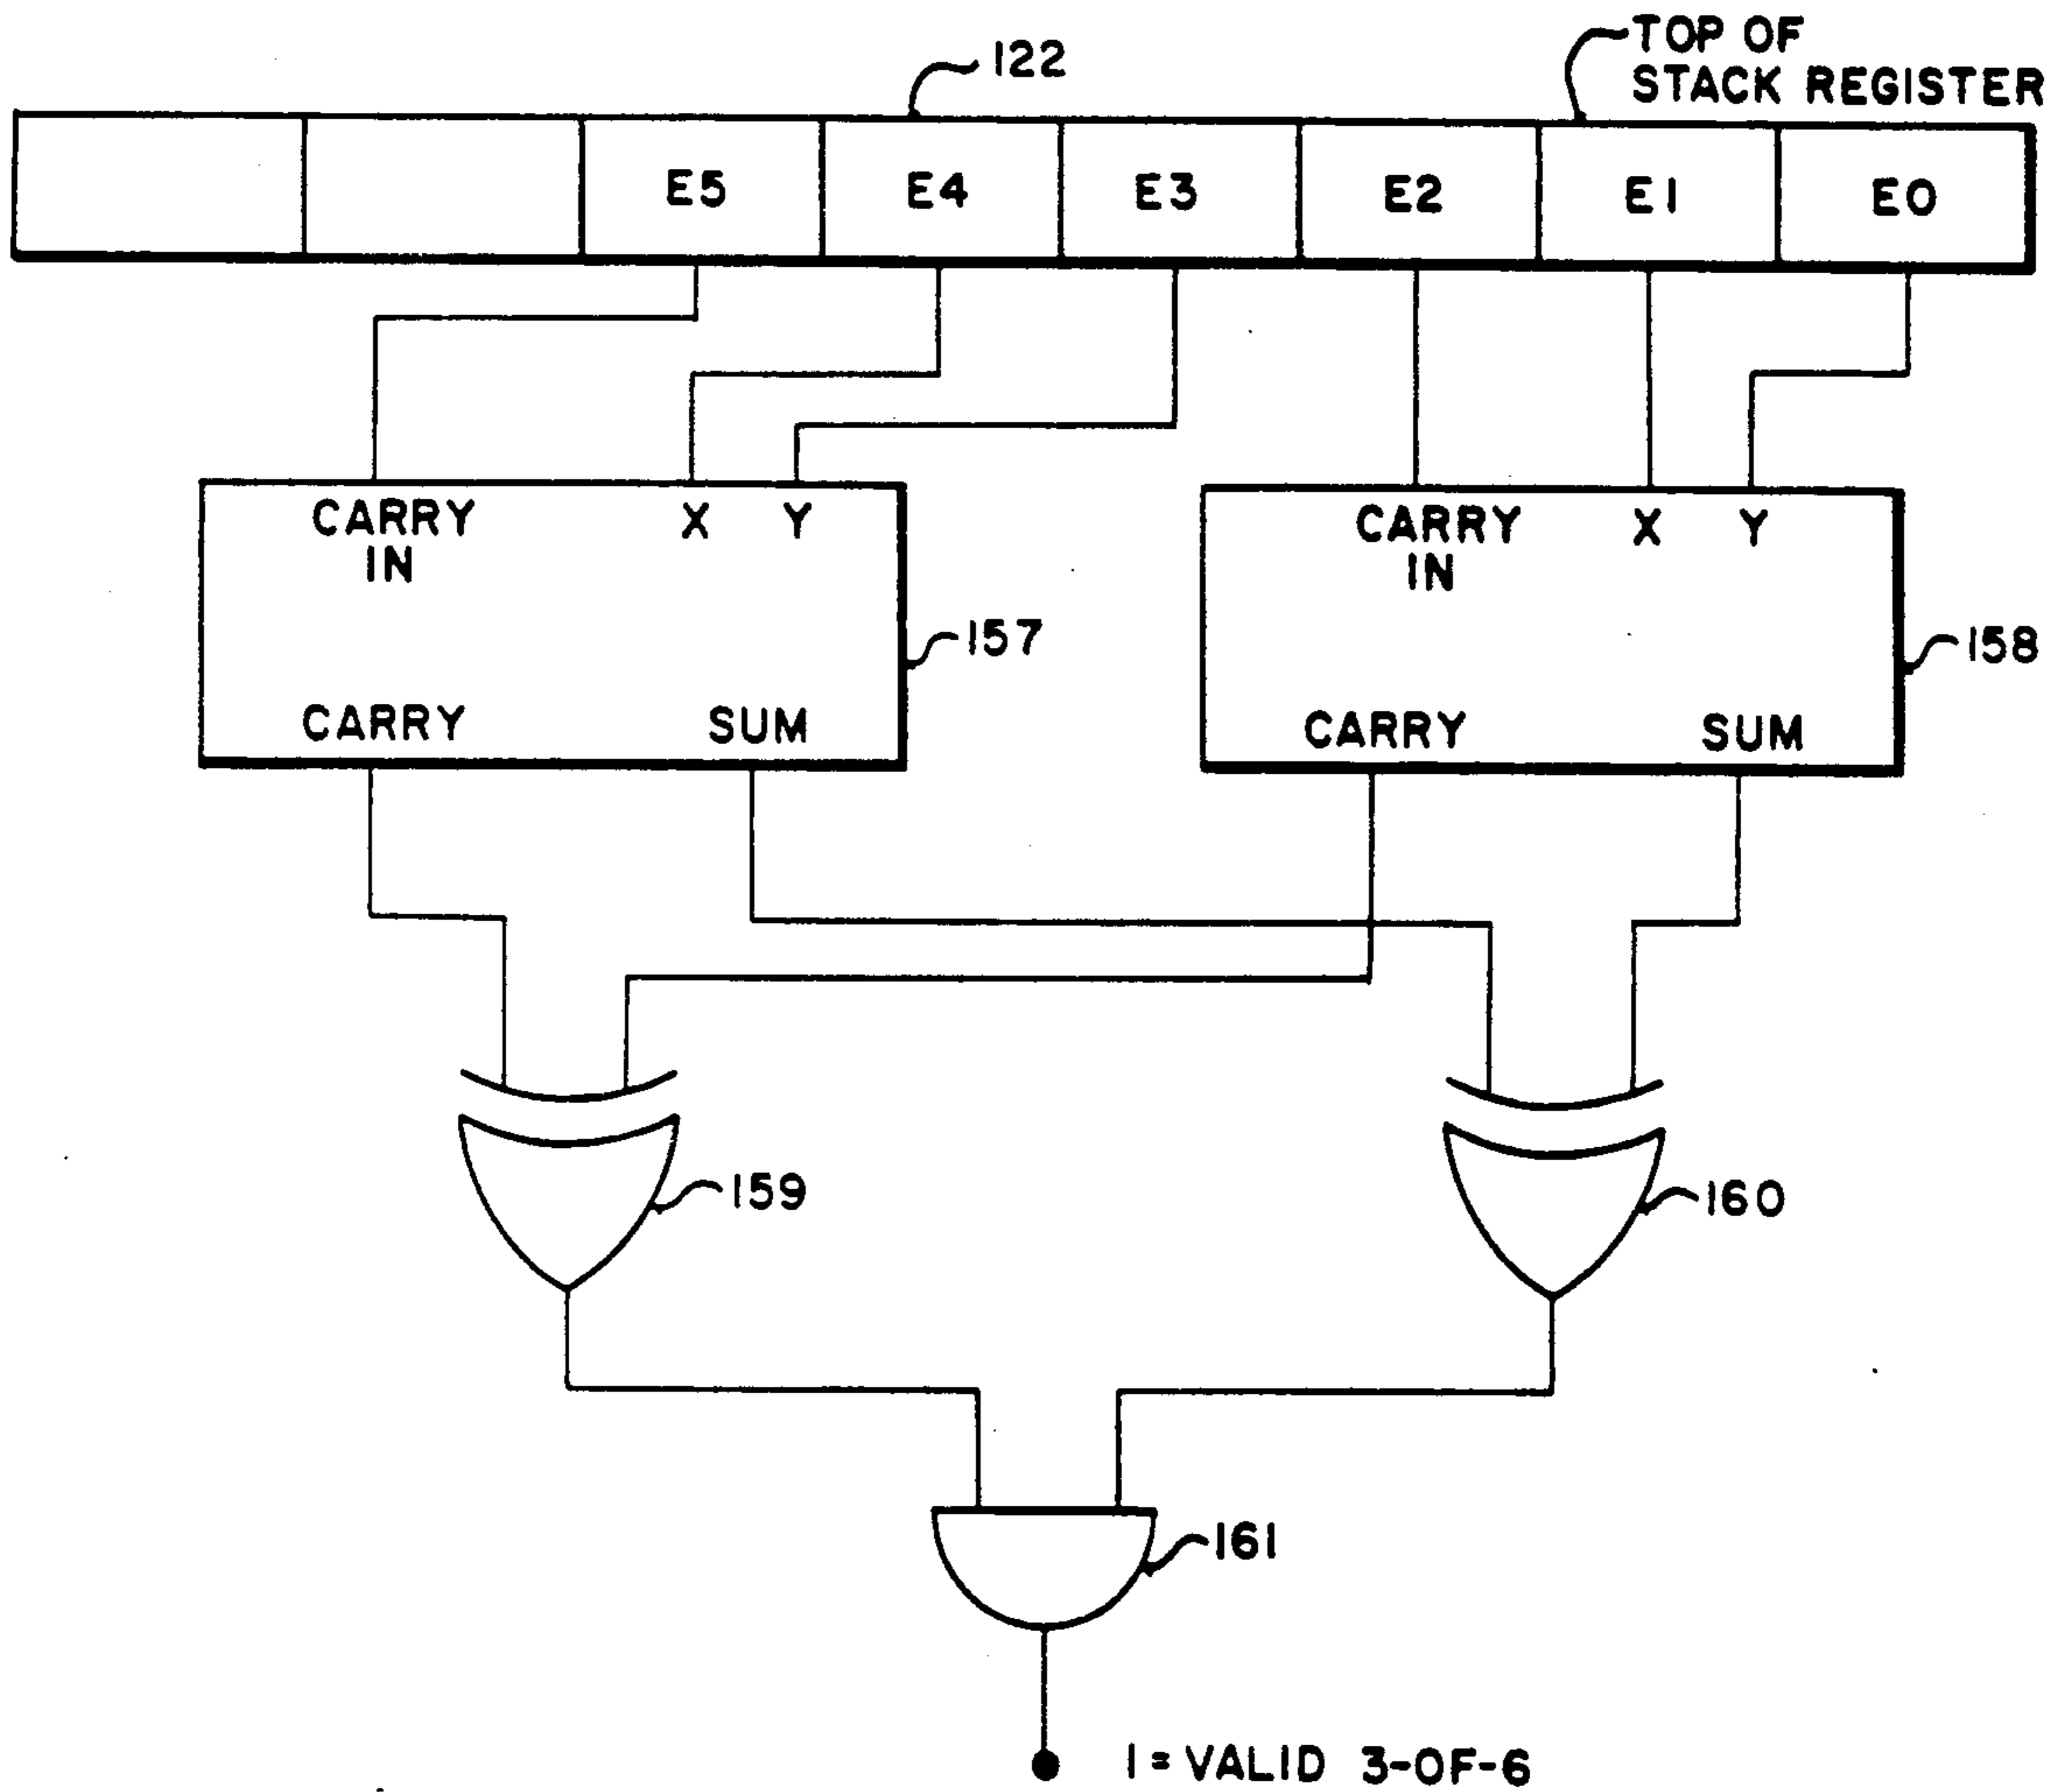 122
TOP OF
STACK REGISTER
E5 E4 E3 E2 E1 E0
CARRY IN X Y
CARRY IN X Y
157
158
CARRY SUM
CARRY SUM
159
160
161
1 = VALID 3-OF-6